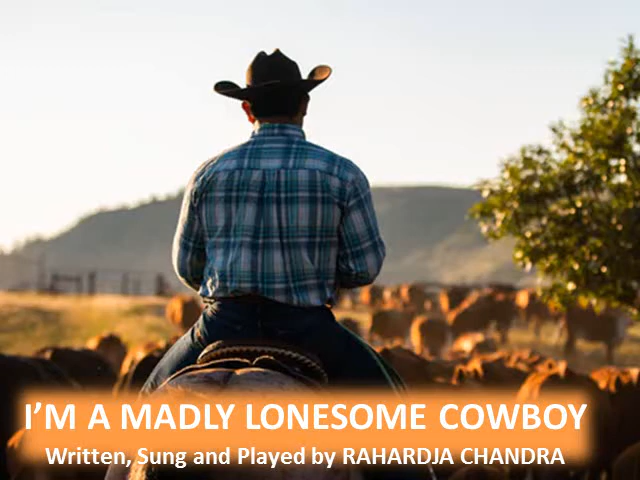 I’M A MADLY LONESOME COWBOY
Written, Sung and Played by RAHARDJA CHANDRA